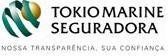 TOKIO MARINE
SEGURADORA
NOSSA TRANSPARÊNCIA, SUA CONFIANÇA